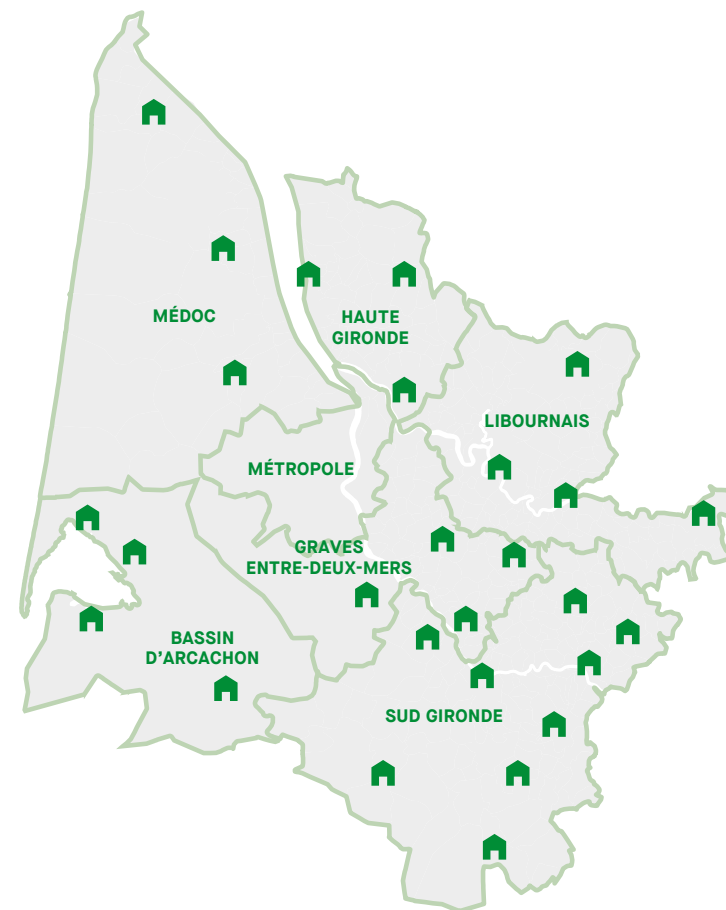 MÉDOC
HAUTE
GIRONDE
LIBOURNAIS
MÉTROPOLE
GRAVES
ENTRE-DEUX-MERS
BASSIN
D'ARCACHON
SUD GIRONDE